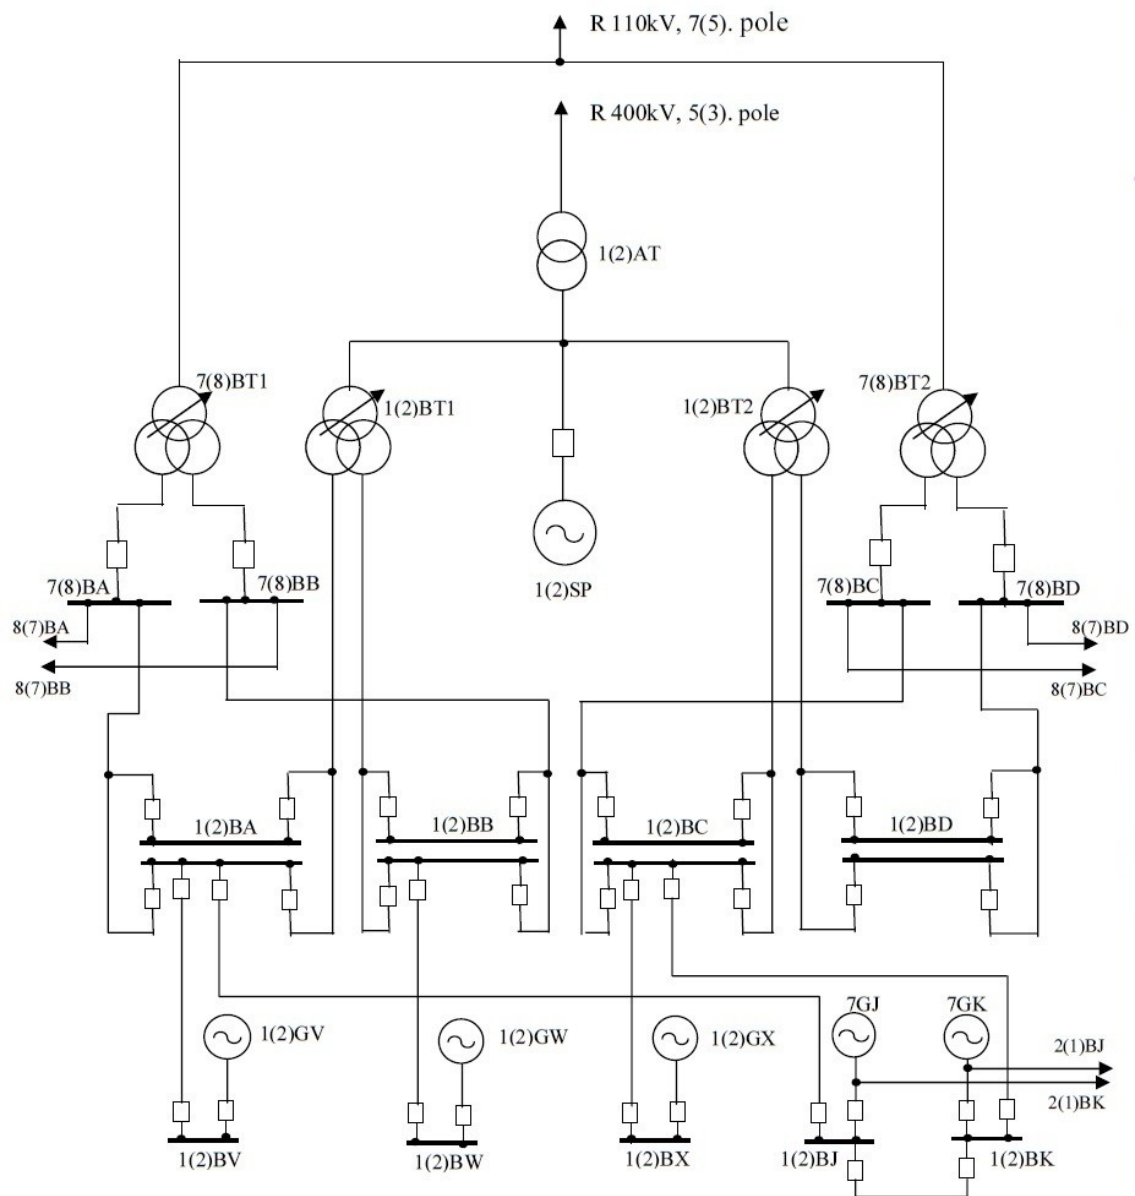 R 110kV, 7(5). pole
R 400kV, 5(3). pole
1(2)AT
7(8)BT1
1(2)BT1
1(2)BT2
7(8)BT2
7(8)BA
7(8)BB
1(2)SP
7(8)BC
7(8)BD
8(7)BA
8(7)BD
8(7)BB
8(7)BC
1(2)BA
1(2)BB
1(2)BC
1(2)BD
7GJ
7GK
1(2)GV
1(2)GW
1(2)GX
2(1)BJ
2(1)BK
1(2)BV
1(2)BW
1(2)BX
1(2)BJ
1(2)BK